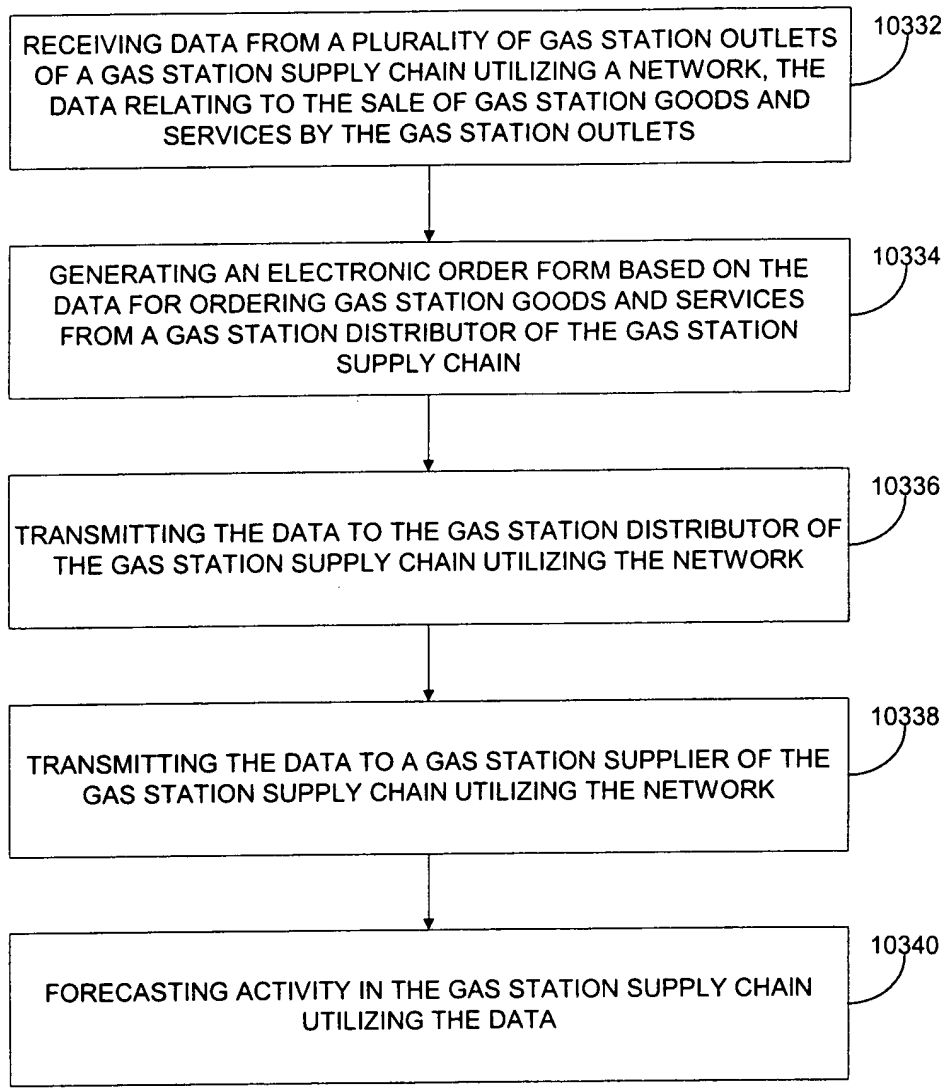 10332
RECEIVING DATA FROM A PLURALITY OF GAS STATION OUTLETS
OF A GAS STATION SUPPLY CHAIN UTILIZING A NETWORK, THE
DATA RELATING TO THE SALE OF GAS STATION GOODS AND
SERVICES BY THE GAS STATION OUTLETS
10334
GENERATING AN ELECTRONIC ORDER FORM BASED ON THE
DATA FOR ORDERING GAS STATION GOODS AND SERVICES
FROM A GAS STATION DISTRIBUTOR OF THE GAS STATION
SUPPLY CHAIN
10336
TRANSMITTING THE DATA TO THE GAS STATION DISTRIBUTOR OF
THE GAS STATION SUPPLY CHAIN UTILIZING THE NETWORK
10338
TRANSMITTING THE DATA TO A GAS STATION SUPPLIER OF THE
GAS STATION SUPPLY CHAIN UTILIZING THE NETWORK
10340
FORECASTING ACTIVITY IN THE GAS STATION SUPPLY CHAIN
UTILIZING THE DATA